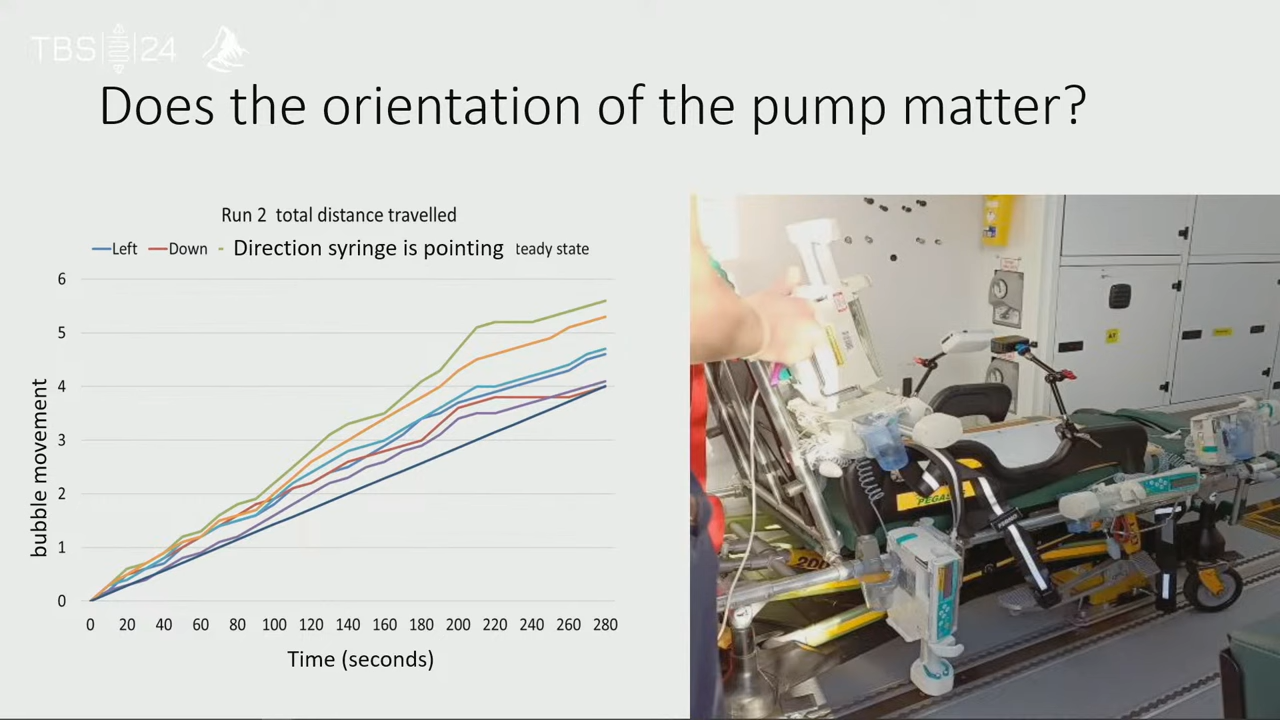 TBS 24
Does the orientation of the pump matter?
Run 2 total distance travelled
Left Down Direction syringe is pointing teady state
6
5
4
3
2
1
0
bubble movement
0 20 40 60 80 100 120 140 160 180 200 220 240 260 280
Time (seconds)
PEGAS